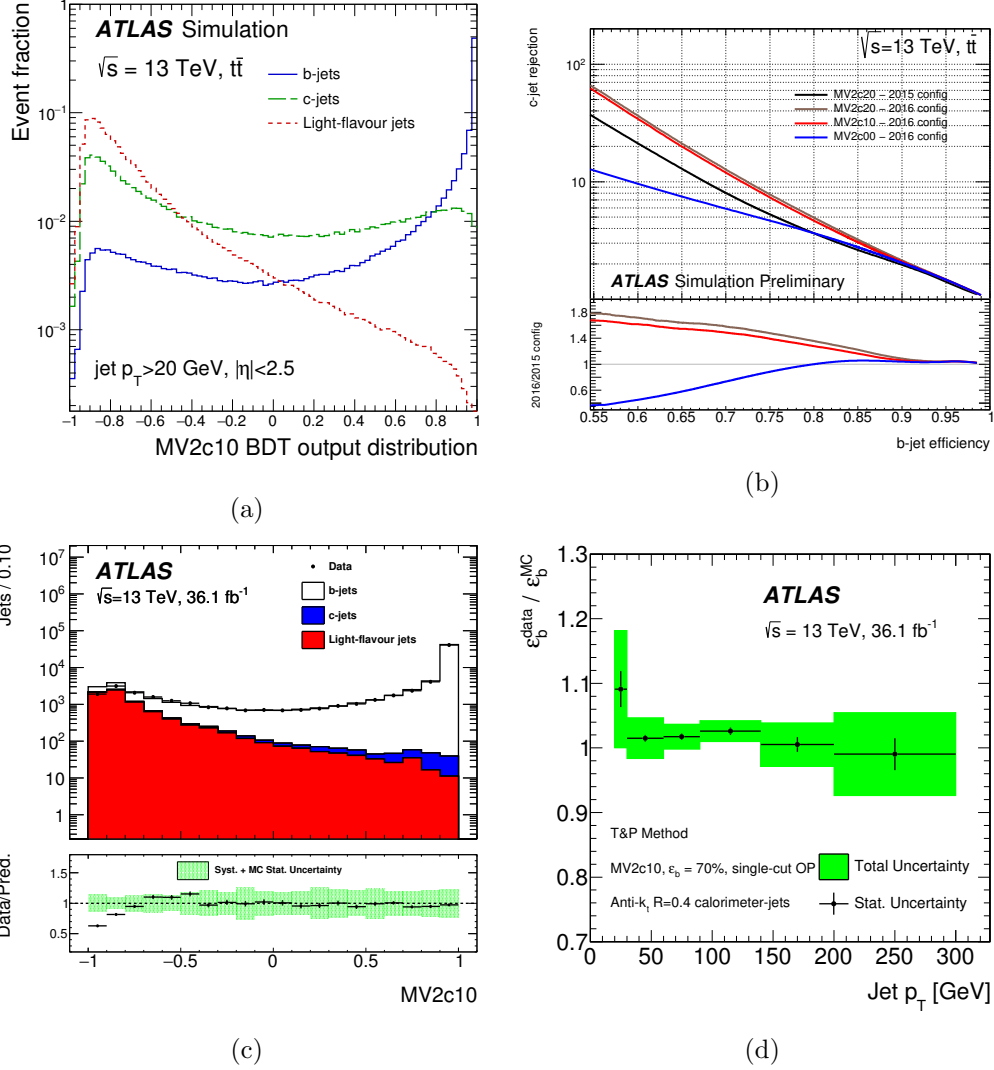 Event fraction
1
10⁻¹
10⁻²
10⁻³
ATLAS Simulation
√s = 13 TeV, tt̄
b-jets
c-jets
Light-flavour jets
jet p_T>20 GeV, |η|<2.5
−1 −0.8 −0.6 −0.4 −0.2 0 0.2 0.4 0.6 0.8 1
MV2c10 BDT output distribution
(a)
c-jet rejection
10²
10
√s=13 TeV, tt̄
MV2c20 − 2015 config
MV2c20 − 2016 config
MV2c10 − 2016 config
MV2c00 − 2016 config
ATLAS Simulation Preliminary
2016/2015 config
1.8
1.4
1
0.6
0.55 0.6 0.65 0.7 0.75 0.8 0.85 0.9 0.95 1
b-jet efficiency
(b)
Jets / 0.10
10⁷
10⁶
10⁵
10⁴
10³
10²
10
1
ATLAS
√s=13 TeV, 36.1 fb⁻¹
Data
b-jets
c-jets
Light-flavour jets
Data/Pred.
1.5
1
0.5
Syst. + MC Stat. Uncertainty
−1 −0.5 0 0.5 1
MV2c10
(c)
ε_b^data / ε_b^MC
1.3
1.2
1.1
1
0.9
0.8
0.7
ATLAS
√s = 13 TeV, 36.1 fb⁻¹
T&P Method
MV2c10, ε_b = 70%, single-cut OP
Total Uncertainty
Anti-k_t R=0.4 calorimeter-jets
Stat. Uncertainty
0 50 100 150 200 250 300
Jet p_T [GeV]
(d)